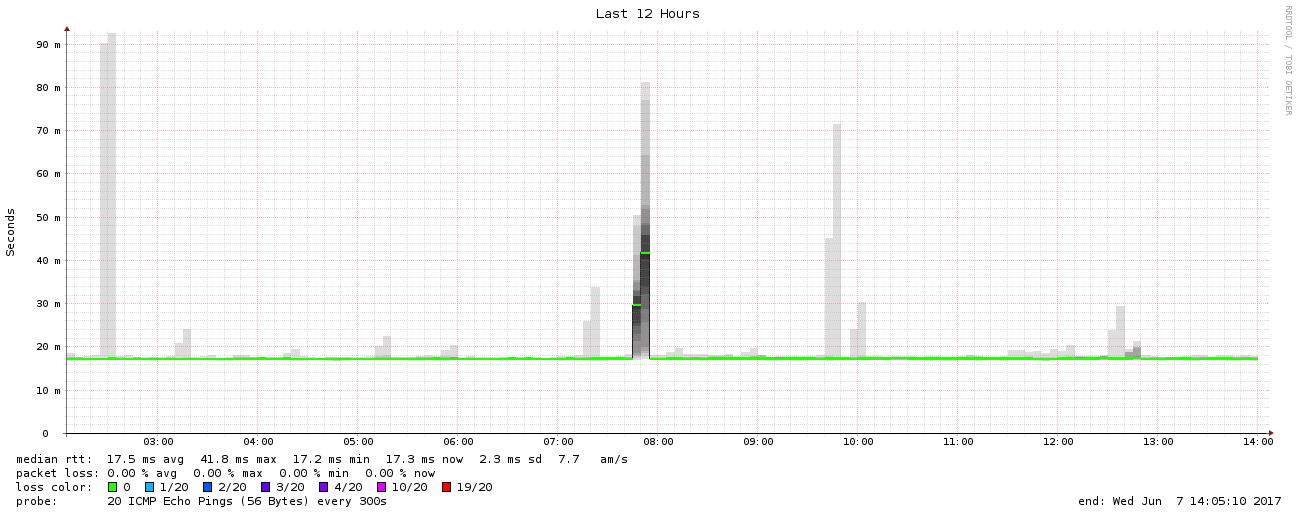 Last 12 Hours
RRDTOOL / TOBI OETIKER
Seconds
90 m
80 m
70 m
60 m
50 m
40 m
30 m
20 m
10 m
0
03:00 04:00 05:00 06:00 07:00 08:00 09:00 10:00 11:00 12:00 13:00 14:00
median rtt: 17.5 ms avg 41.8 ms max 17.2 ms min 17.3 ms now 2.3 ms sd 7.7 am/s
packet loss: 0.00 % avg 0.00 % max 0.00 % min 0.00 % now
loss color: 0 1/20 2/20 3/20 4/20 10/20 19/20
probe: 20 ICMP Echo Pings (56 Bytes) every 300s end: Wed Jun 7 14:05:10 2017